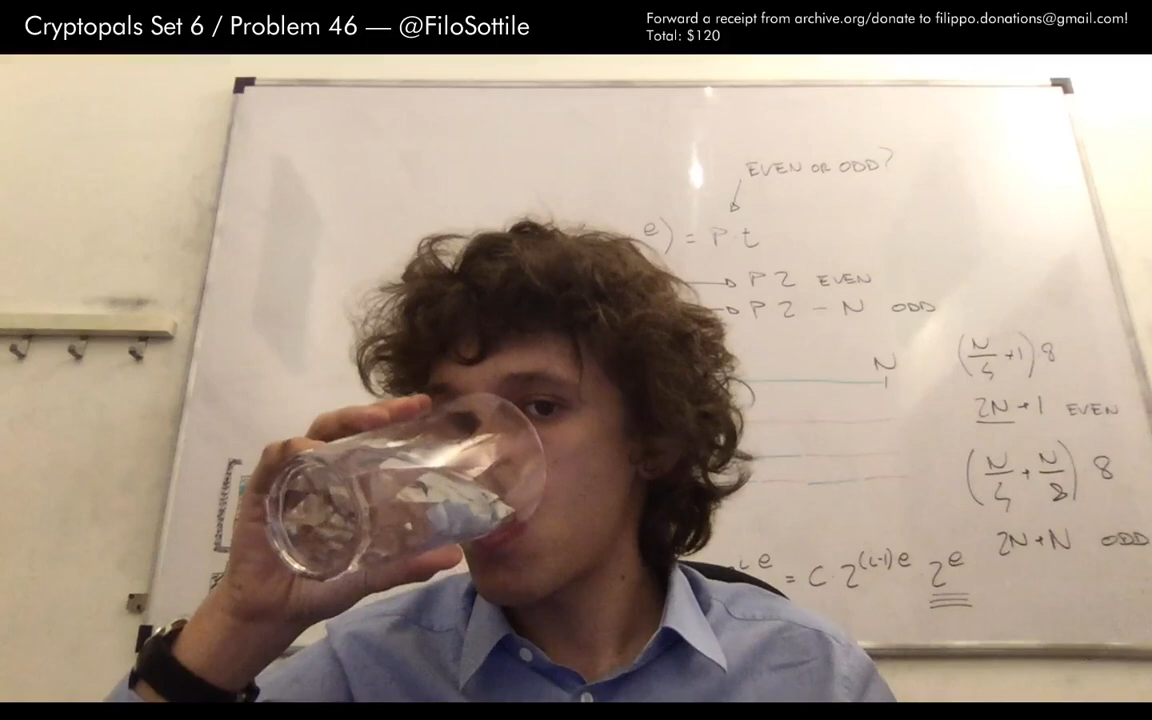 Cryptopals Set 6 / Problem 46 — @FiloSottile
Forward a receipt from archive.org/donate to filippo.donations@gmail.com!
Total: $120
EVEN OR ODD?
e) = P t
P2 EVEN
P2 - N ODD
N
(N/4 + 1) 8
2N + 1 EVEN
(N/4 + N/8) 8
2N + N ODD
e = C 2^(i-1)e 2^e